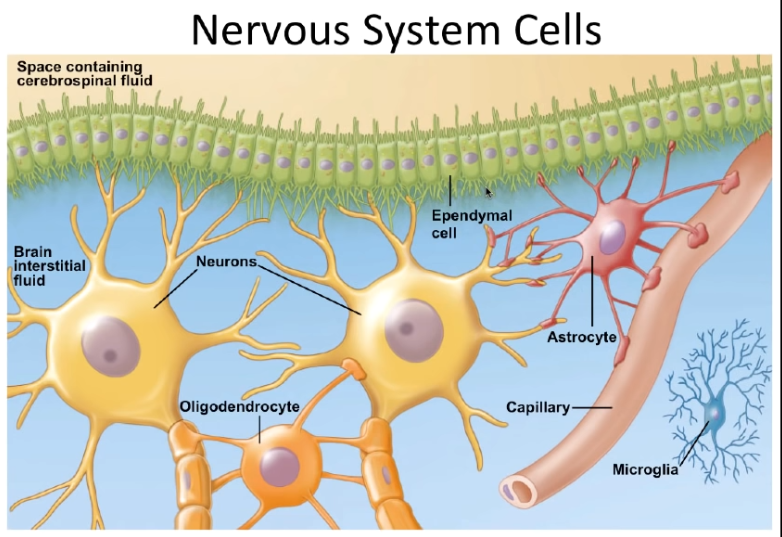 Nervous System Cells
Space containing
cerebrospinal fluid
Ependymal
cell
Brain
interstitial
fluid
Neurons
Astrocyte
Oligodendrocyte
Capillary
Microglia